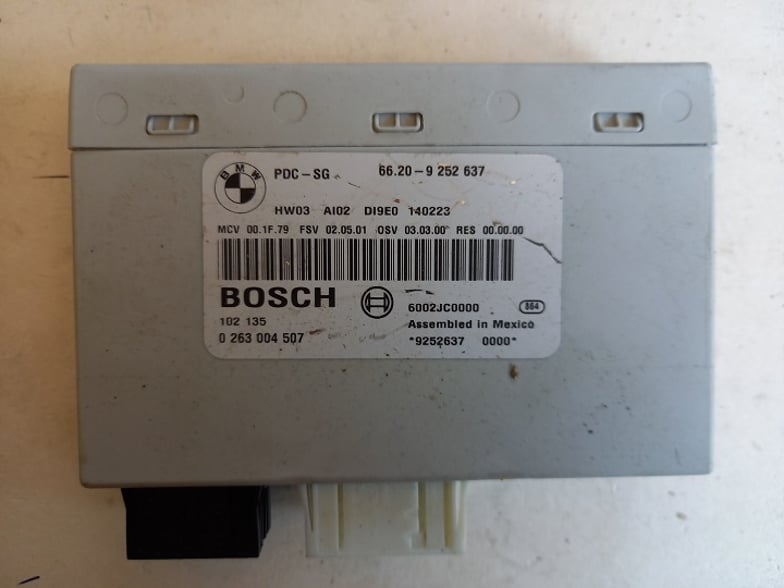 BMW
PDC-SG 66.20-9 252 637
HW03 AI02 DI9E0 140223
MCV 00.1F.79 FSV 02.05.01 OSV 03.03.00 RES 00.00.00
BOSCH 6002JC0000 864
102 135 Assembled in Mexico
0 263 004 507 *9252637 0000*